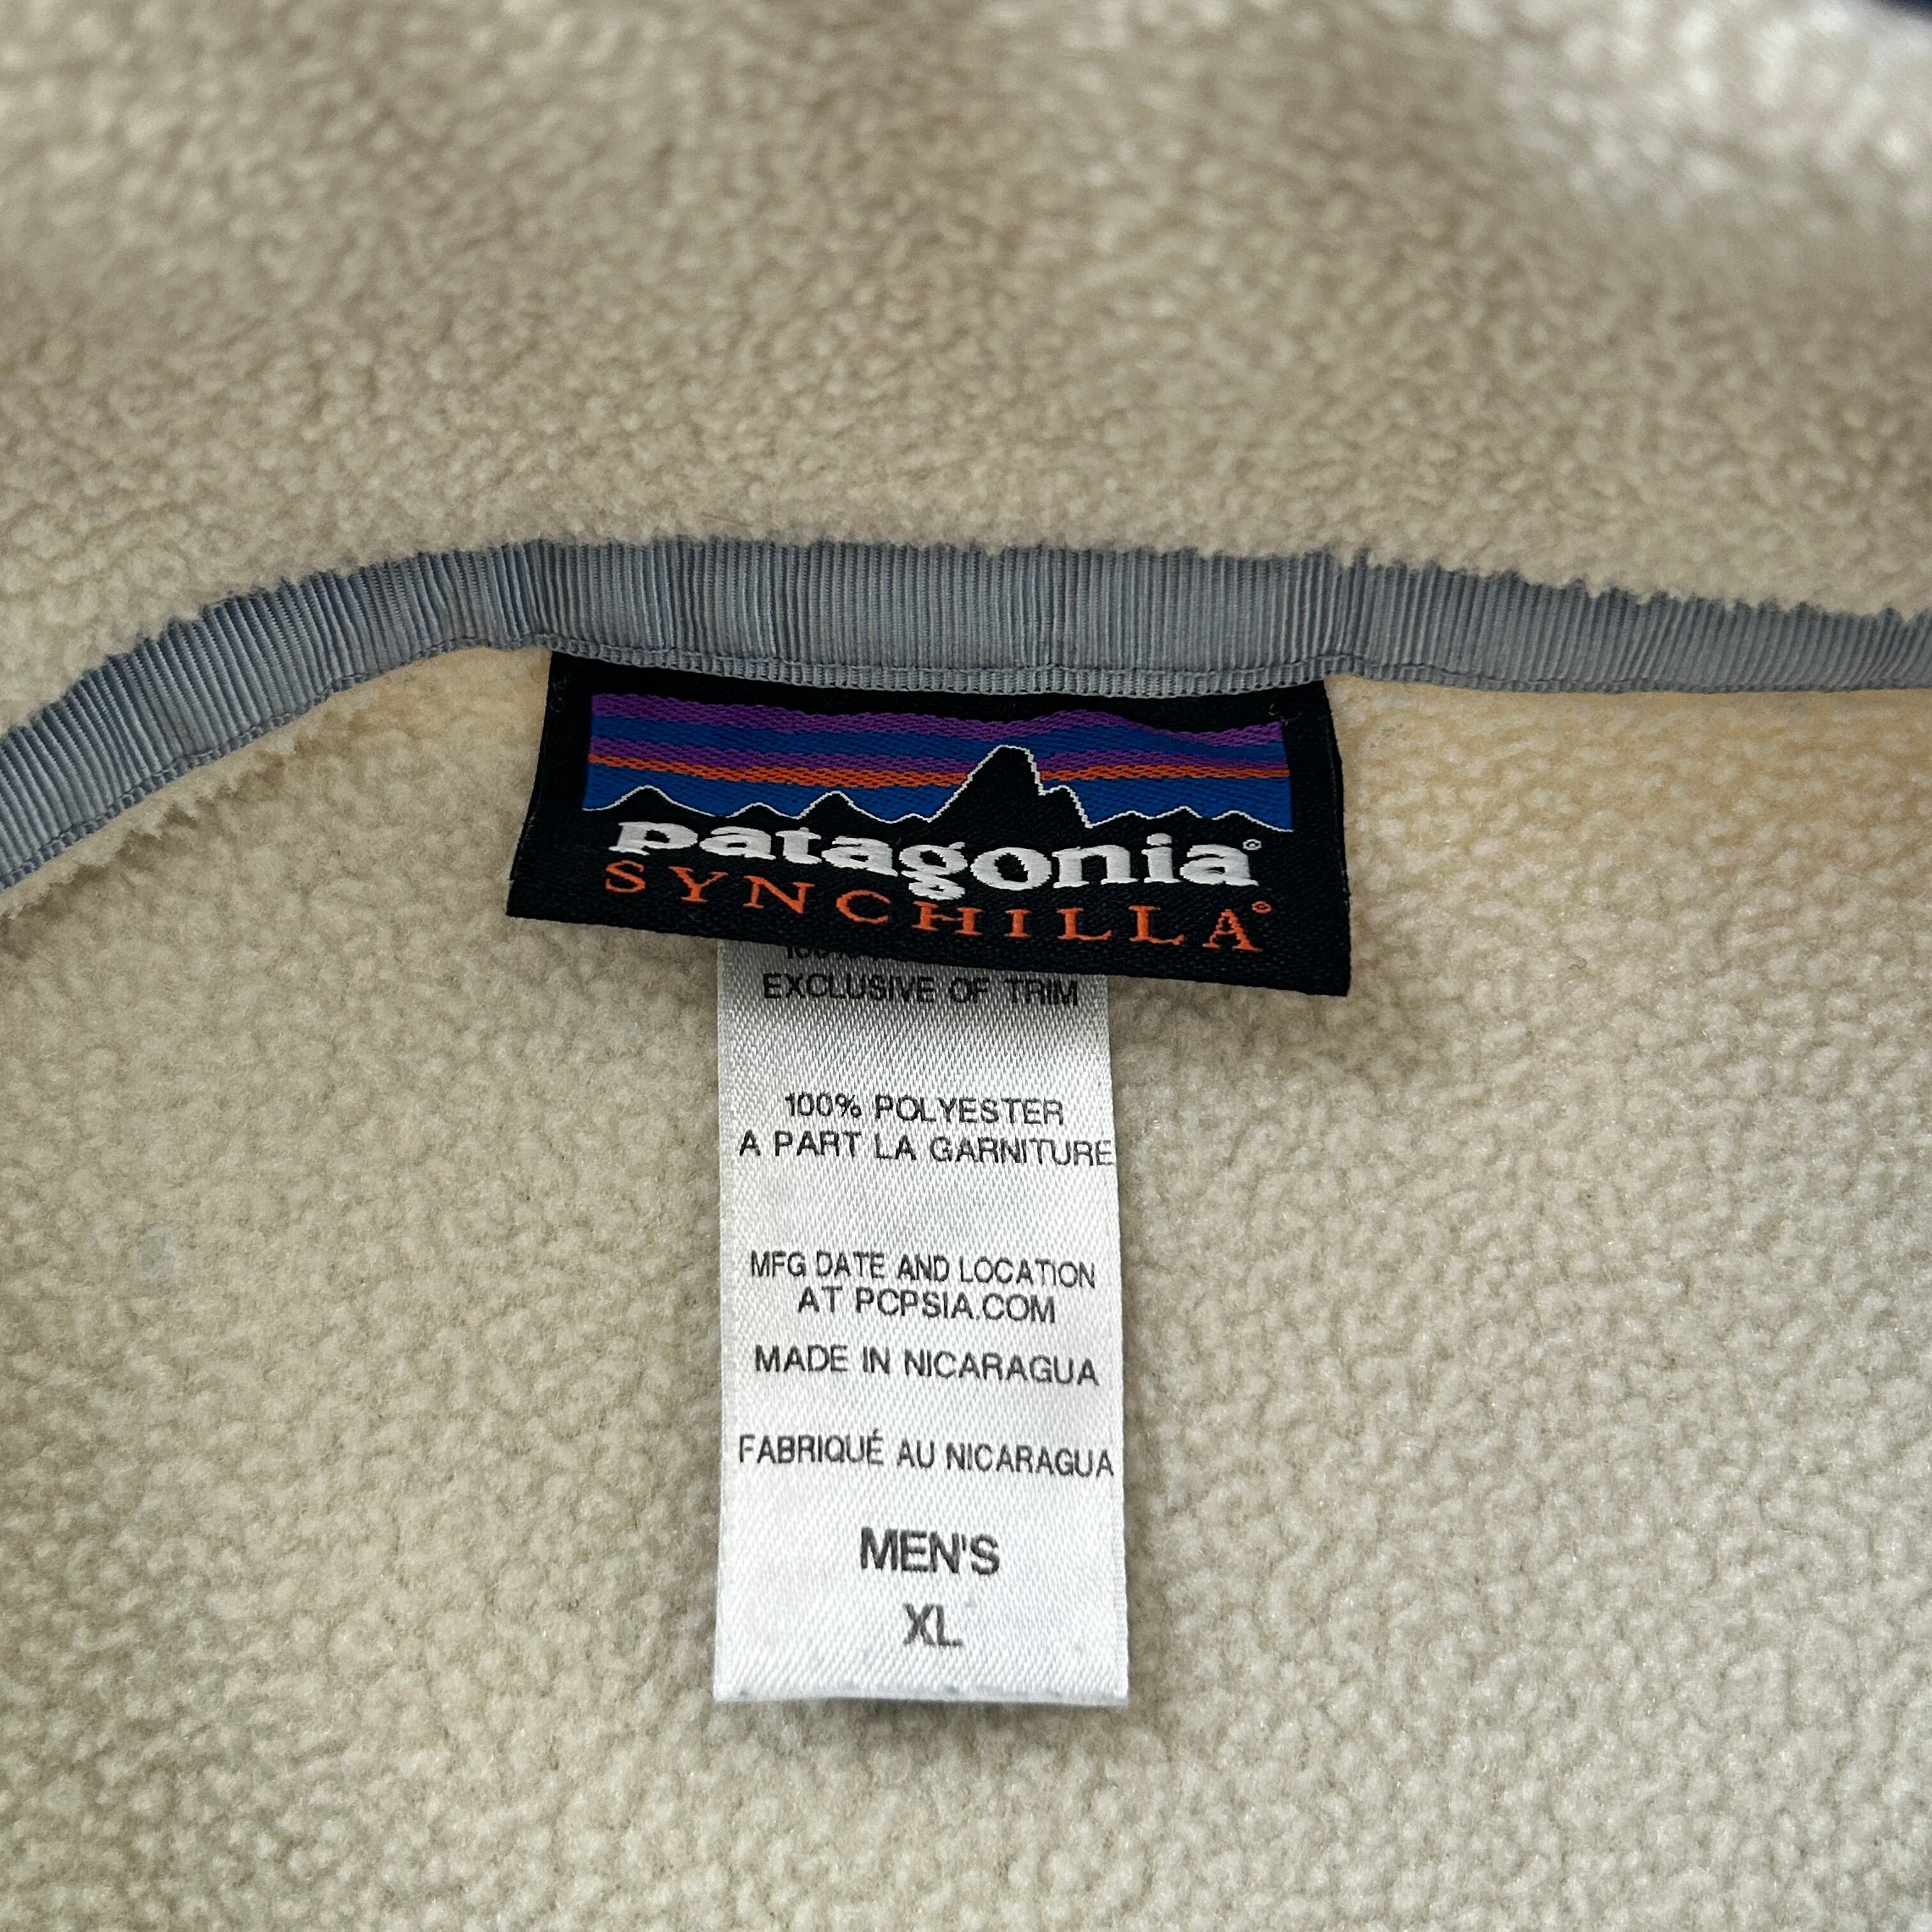 patagonia®
SYNCHILLA®
EXCLUSIVE OF TRIM
100% POLYESTER
A PART LA GARNITURE
MFG DATE AND LOCATION
AT PCPSIA.COM
MADE IN NICARAGUA
FABRIQUÉ AU NICARAGUA
MEN'S
XL